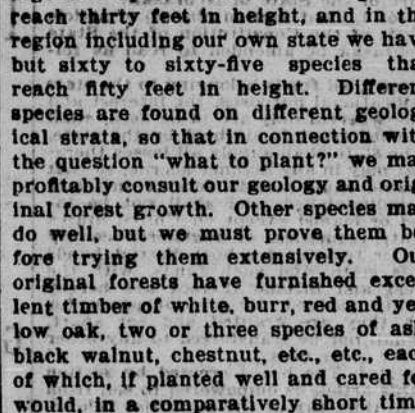 reach thirty feet in height, and in th
region including our own state we hav
but sixty to sixty-five species tha
reach fifty feet in height. Differen
species are found on different geolog
ical strata, so that in connection wit
the question "what to plant?" we ma
profitably consult our geology and orig
inal forest growth. Other species ma
do well, but we must prove them be
fore trying them extensively. Ou
original forests have furnished exce
lent timber of white, burr, red and ye
low oak, two or three species of as
black walnut, chestnut, etc., etc., eac
of which, if planted well and cared fo
would, in a comparatively short tim